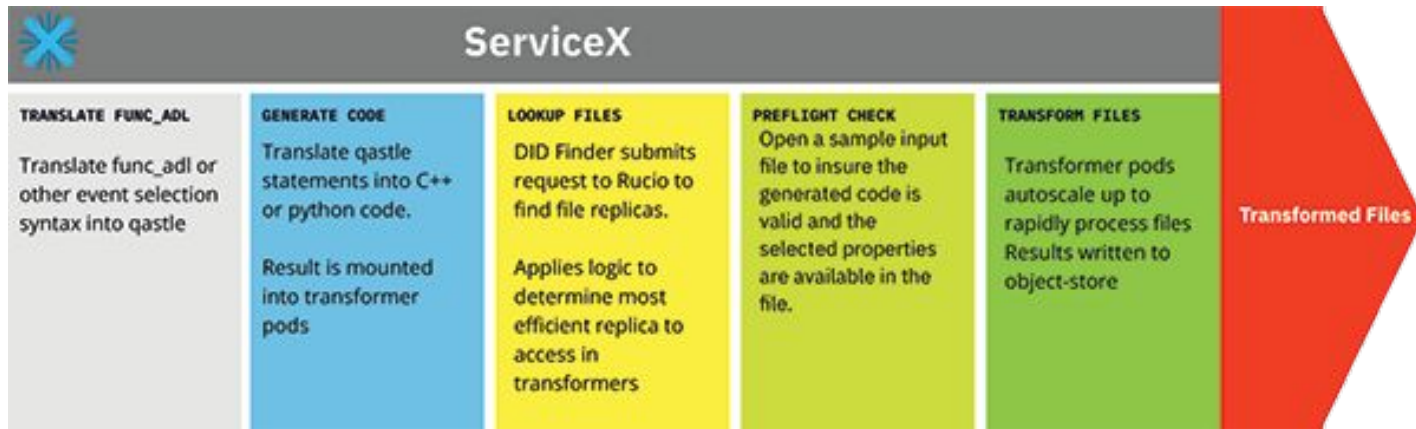 ServiceX
TRANSLATE FUNC_ADL
Translate func_adl or
other event selection
syntax into qastle
GENERATE CODE
Translate qastle
statements into C++
or python code.
Result is mounted
into transformer
pods
LOOKUP FILES
DID Finder submits
request to Rucio to
find file replicas.
Applies logic to
determine most
efficient replica to
access in
transformers
PREFLIGHT CHECK
Open a sample input
file to insure the
generated code is
valid and the
selected properties
are available in the
file.
TRANSFORM FILES
Transformer pods
autoscale up to
rapidly process files
Results written to
object-store
Transformed Files